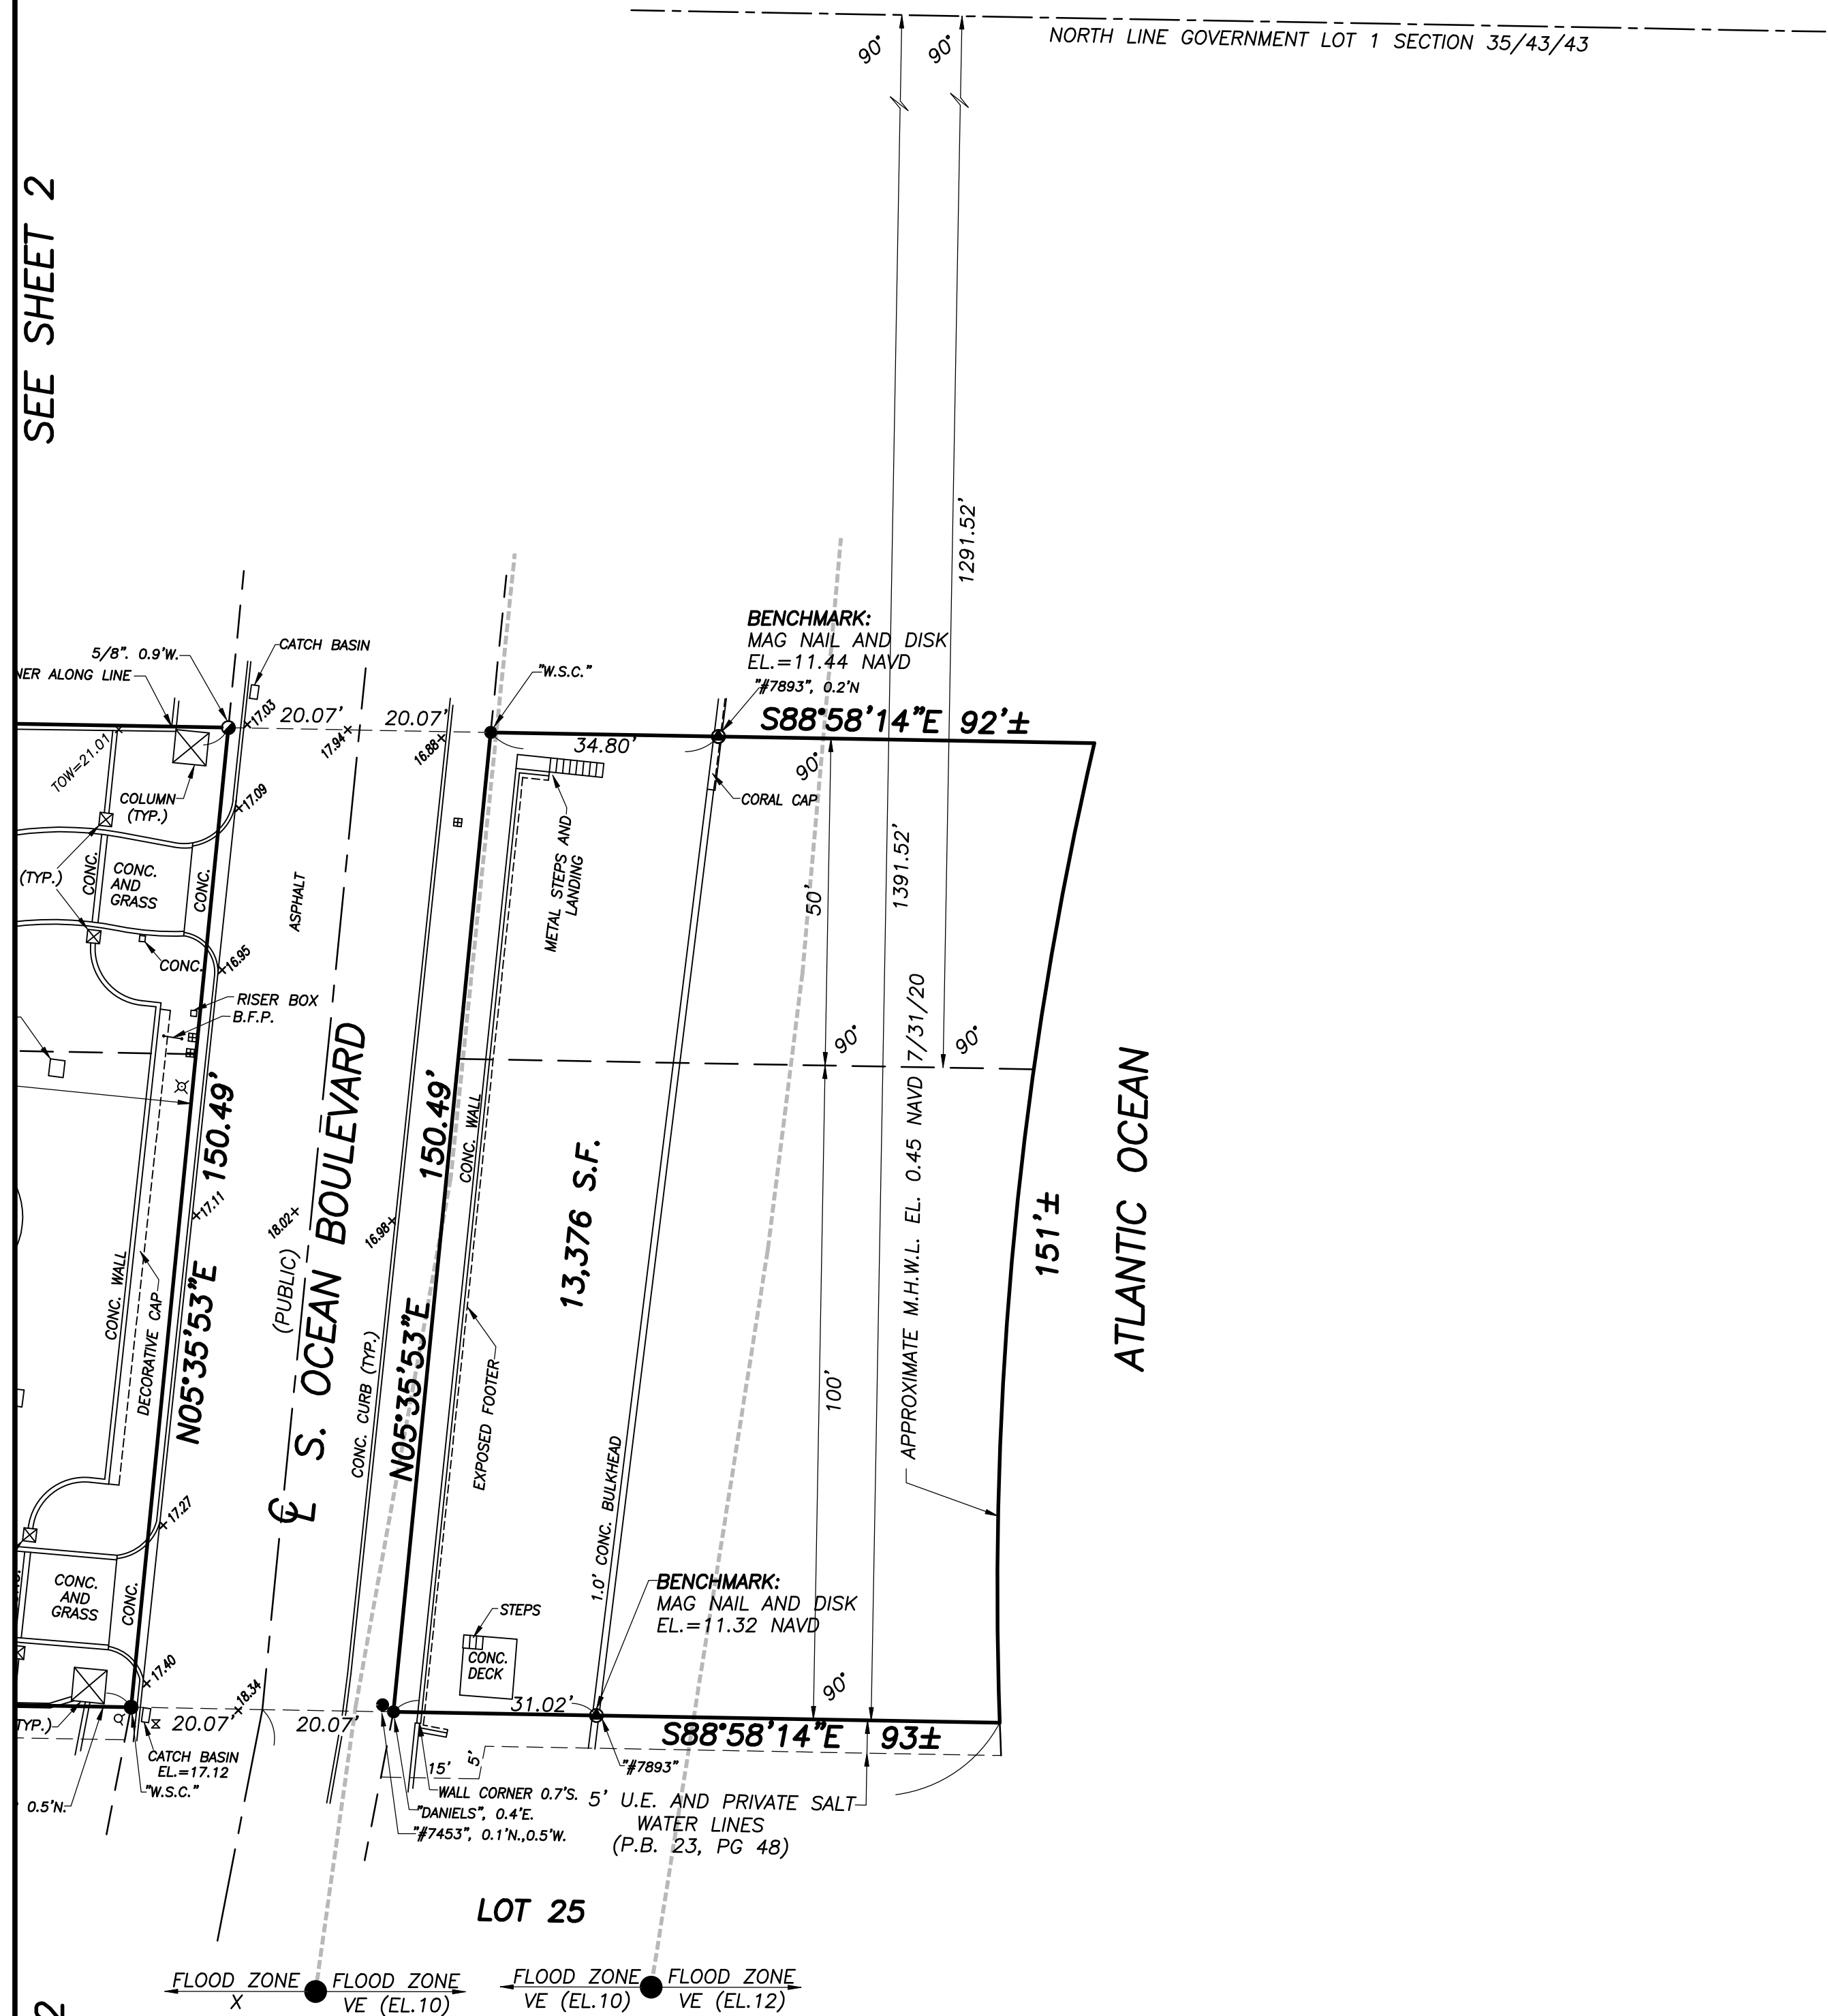 NORTH LINE GOVERNMENT LOT 1 SECTION 35/43/43
90°
90°
SEE SHEET 2
1291.52'
BENCHMARK:
MAG NAIL AND DISK
EL.=11.44 NAVD
"#7893", 0.2'N
5/8". 0.9'W.
CATCH BASIN
NER ALONG LINE
"W.S.C."
17.03
20.07'
20.07'
17.94
16.88
S88°58'14"E 92'±
34.80'
90°
TOW=21.01
COLUMN
(TYP.)
17.09
CORAL CAP
METAL STEPS AND
LANDING
(TYP.)
CONC.
CONC.
AND
GRASS
CONC.
ASPHALT
50'
1391.52'
CONC.
16.95
RISER BOX
B.F.P.
90°
90°
150.49'
150.49'
CONC. WALL
S. OCEAN BOULEVARD
(PUBLIC)
17.11
18.02
16.98
13,376 S.F.
APPROXIMATE M.H.W.L. EL. 0.45 NAVD 7/31/20
151'±
ATLANTIC OCEAN
CONC. WALL
DECORATIVE CAP
N05°35'53"E
CONC. CURB (TYP.)
N05°35'53"E
EXPOSED FOOTER
100'
1.0' CONC. BULKHEAD
17.27
CONC.
AND
GRASS
CONC.
STEPS
CONC.
DECK
BENCHMARK:
MAG NAIL AND DISK
EL.=11.32 NAVD
90°
17.40
18.34
TYP.)
20.07'
20.07'
31.02'
S88°58'14"E 93±
CATCH BASIN
EL.=17.12
"W.S.C."
0.5'N.
15'
5'
"#7893"
WALL CORNER 0.7'S.
"DANIELS", 0.4'E.
"#7453", 0.1'N.,0.5'W.
5' U.E. AND PRIVATE SALT
WATER LINES
(P.B. 23, PG 48)
LOT 25
FLOOD ZONE
X
FLOOD ZONE
VE (EL.10)
FLOOD ZONE
VE (EL.10)
FLOOD ZONE
VE (EL.12)
2